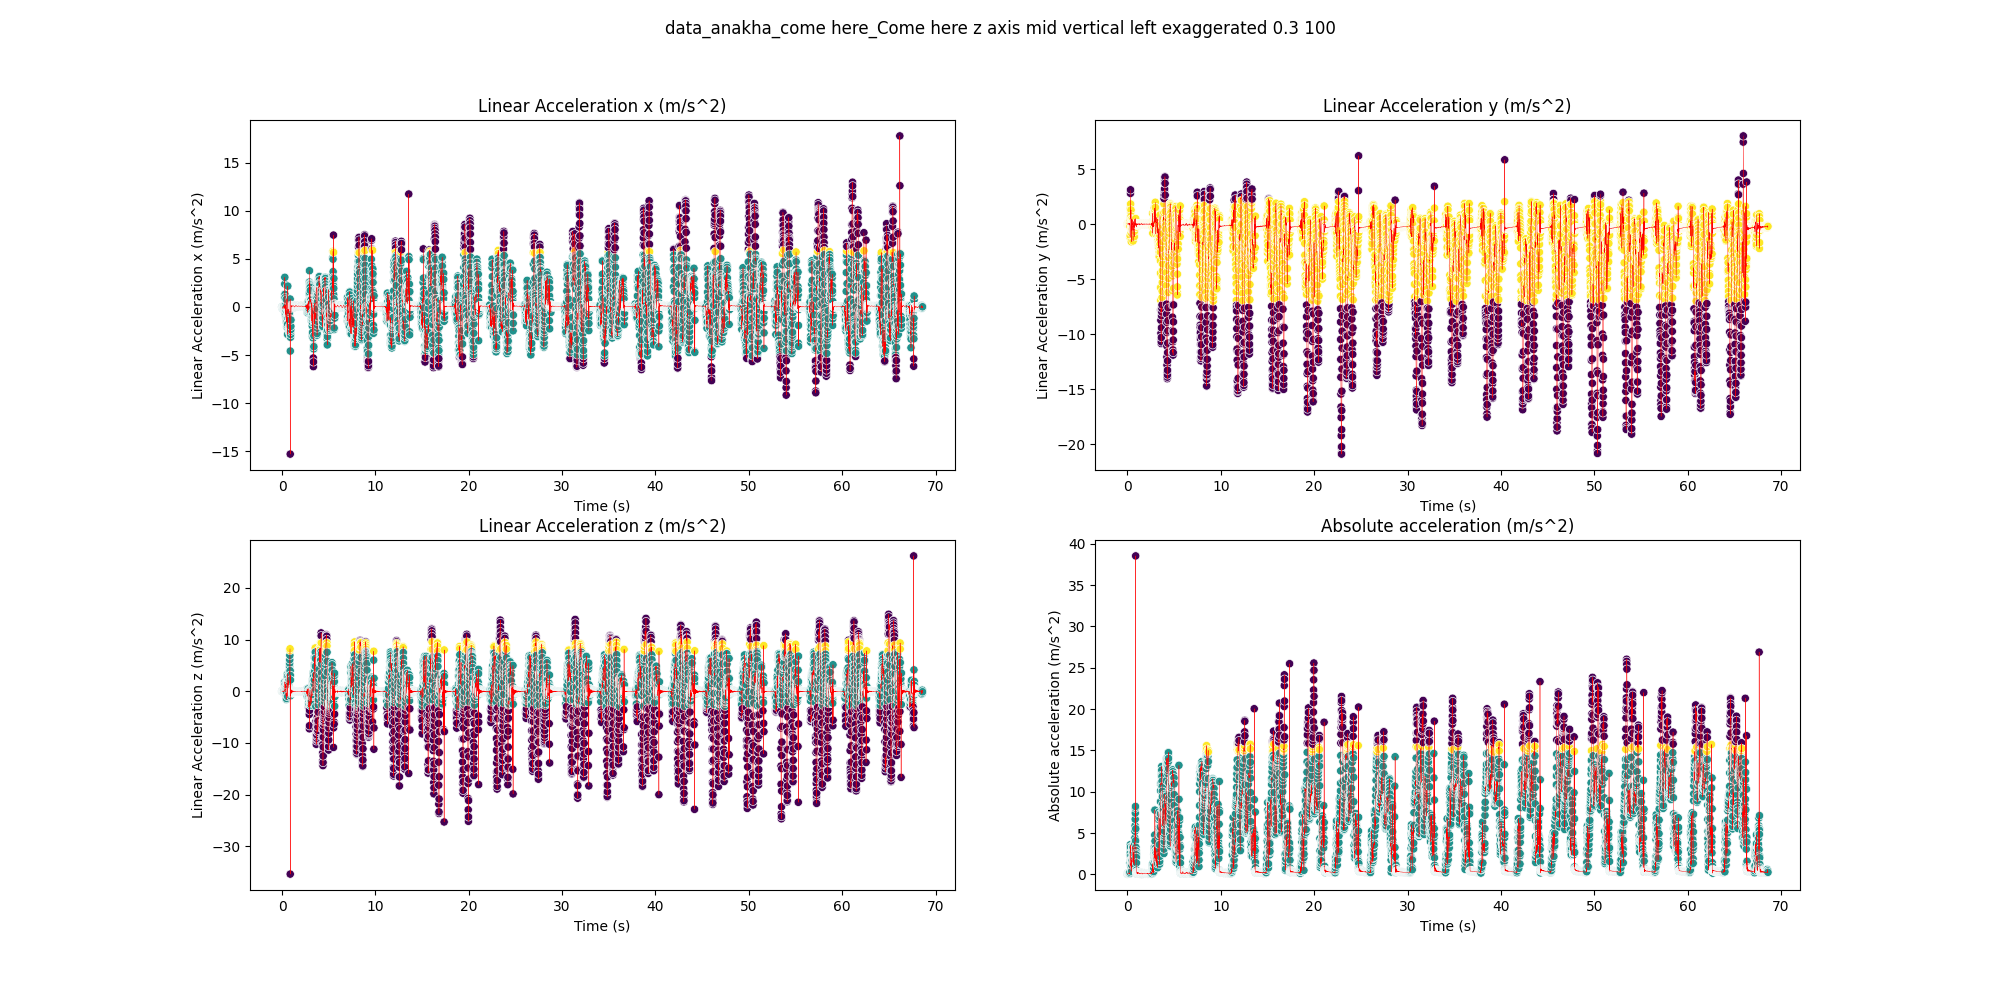 data_anakha_come here_Come here z axis mid vertical left exaggerated 0.3 100
Linear Acceleration x (m/s^2)
Linear Acceleration x (m/s^2)
15
10
5
0
−5
−10
−15
0 10 20 30 40 50 60 70
Time (s)
Linear Acceleration y (m/s^2)
Linear Acceleration y (m/s^2)
5
0
−5
−10
−15
−20
0 10 20 30 40 50 60 70
Time (s)
Linear Acceleration z (m/s^2)
Linear Acceleration z (m/s^2)
20
10
0
−10
−20
−30
0 10 20 30 40 50 60 70
Time (s)
Absolute acceleration (m/s^2)
Absolute acceleration (m/s^2)
40
35
30
25
20
15
10
5
0
0 10 20 30 40 50 60 70
Time (s)